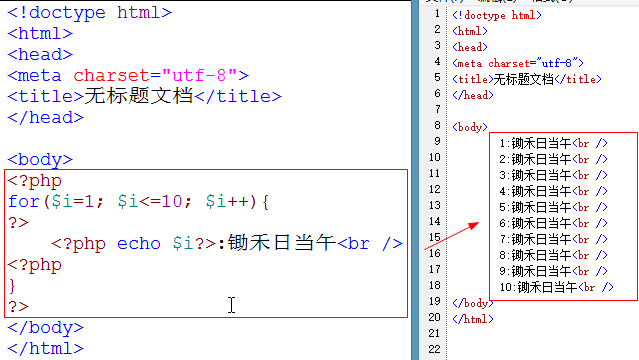 <!doctype html>
<html>
<head>
<meta charset="utf-8">
<title>无标题文档</title>
</head>
<body>
<?php
for($i=1; $i<=10; $i++){
?>
<?php echo $i?>:锄禾日当午<br />
<?php
}
?>
</body>
</html>
1 <!doctype html>
2 <html>
3 <head>
4 <meta charset="utf-8">
5 <title>无标题文档</title>
6 </head>
7
8 <body>
9 1:锄禾日当午<br />
10 2:锄禾日当午<br />
11 3:锄禾日当午<br />
12 4:锄禾日当午<br />
13 5:锄禾日当午<br />
14 6:锄禾日当午<br />
15 7:锄禾日当午<br />
16 8:锄禾日当午<br />
17 9:锄禾日当午<br />
18 10:锄禾日当午<br />
19 </body>
20 </html>
21
22